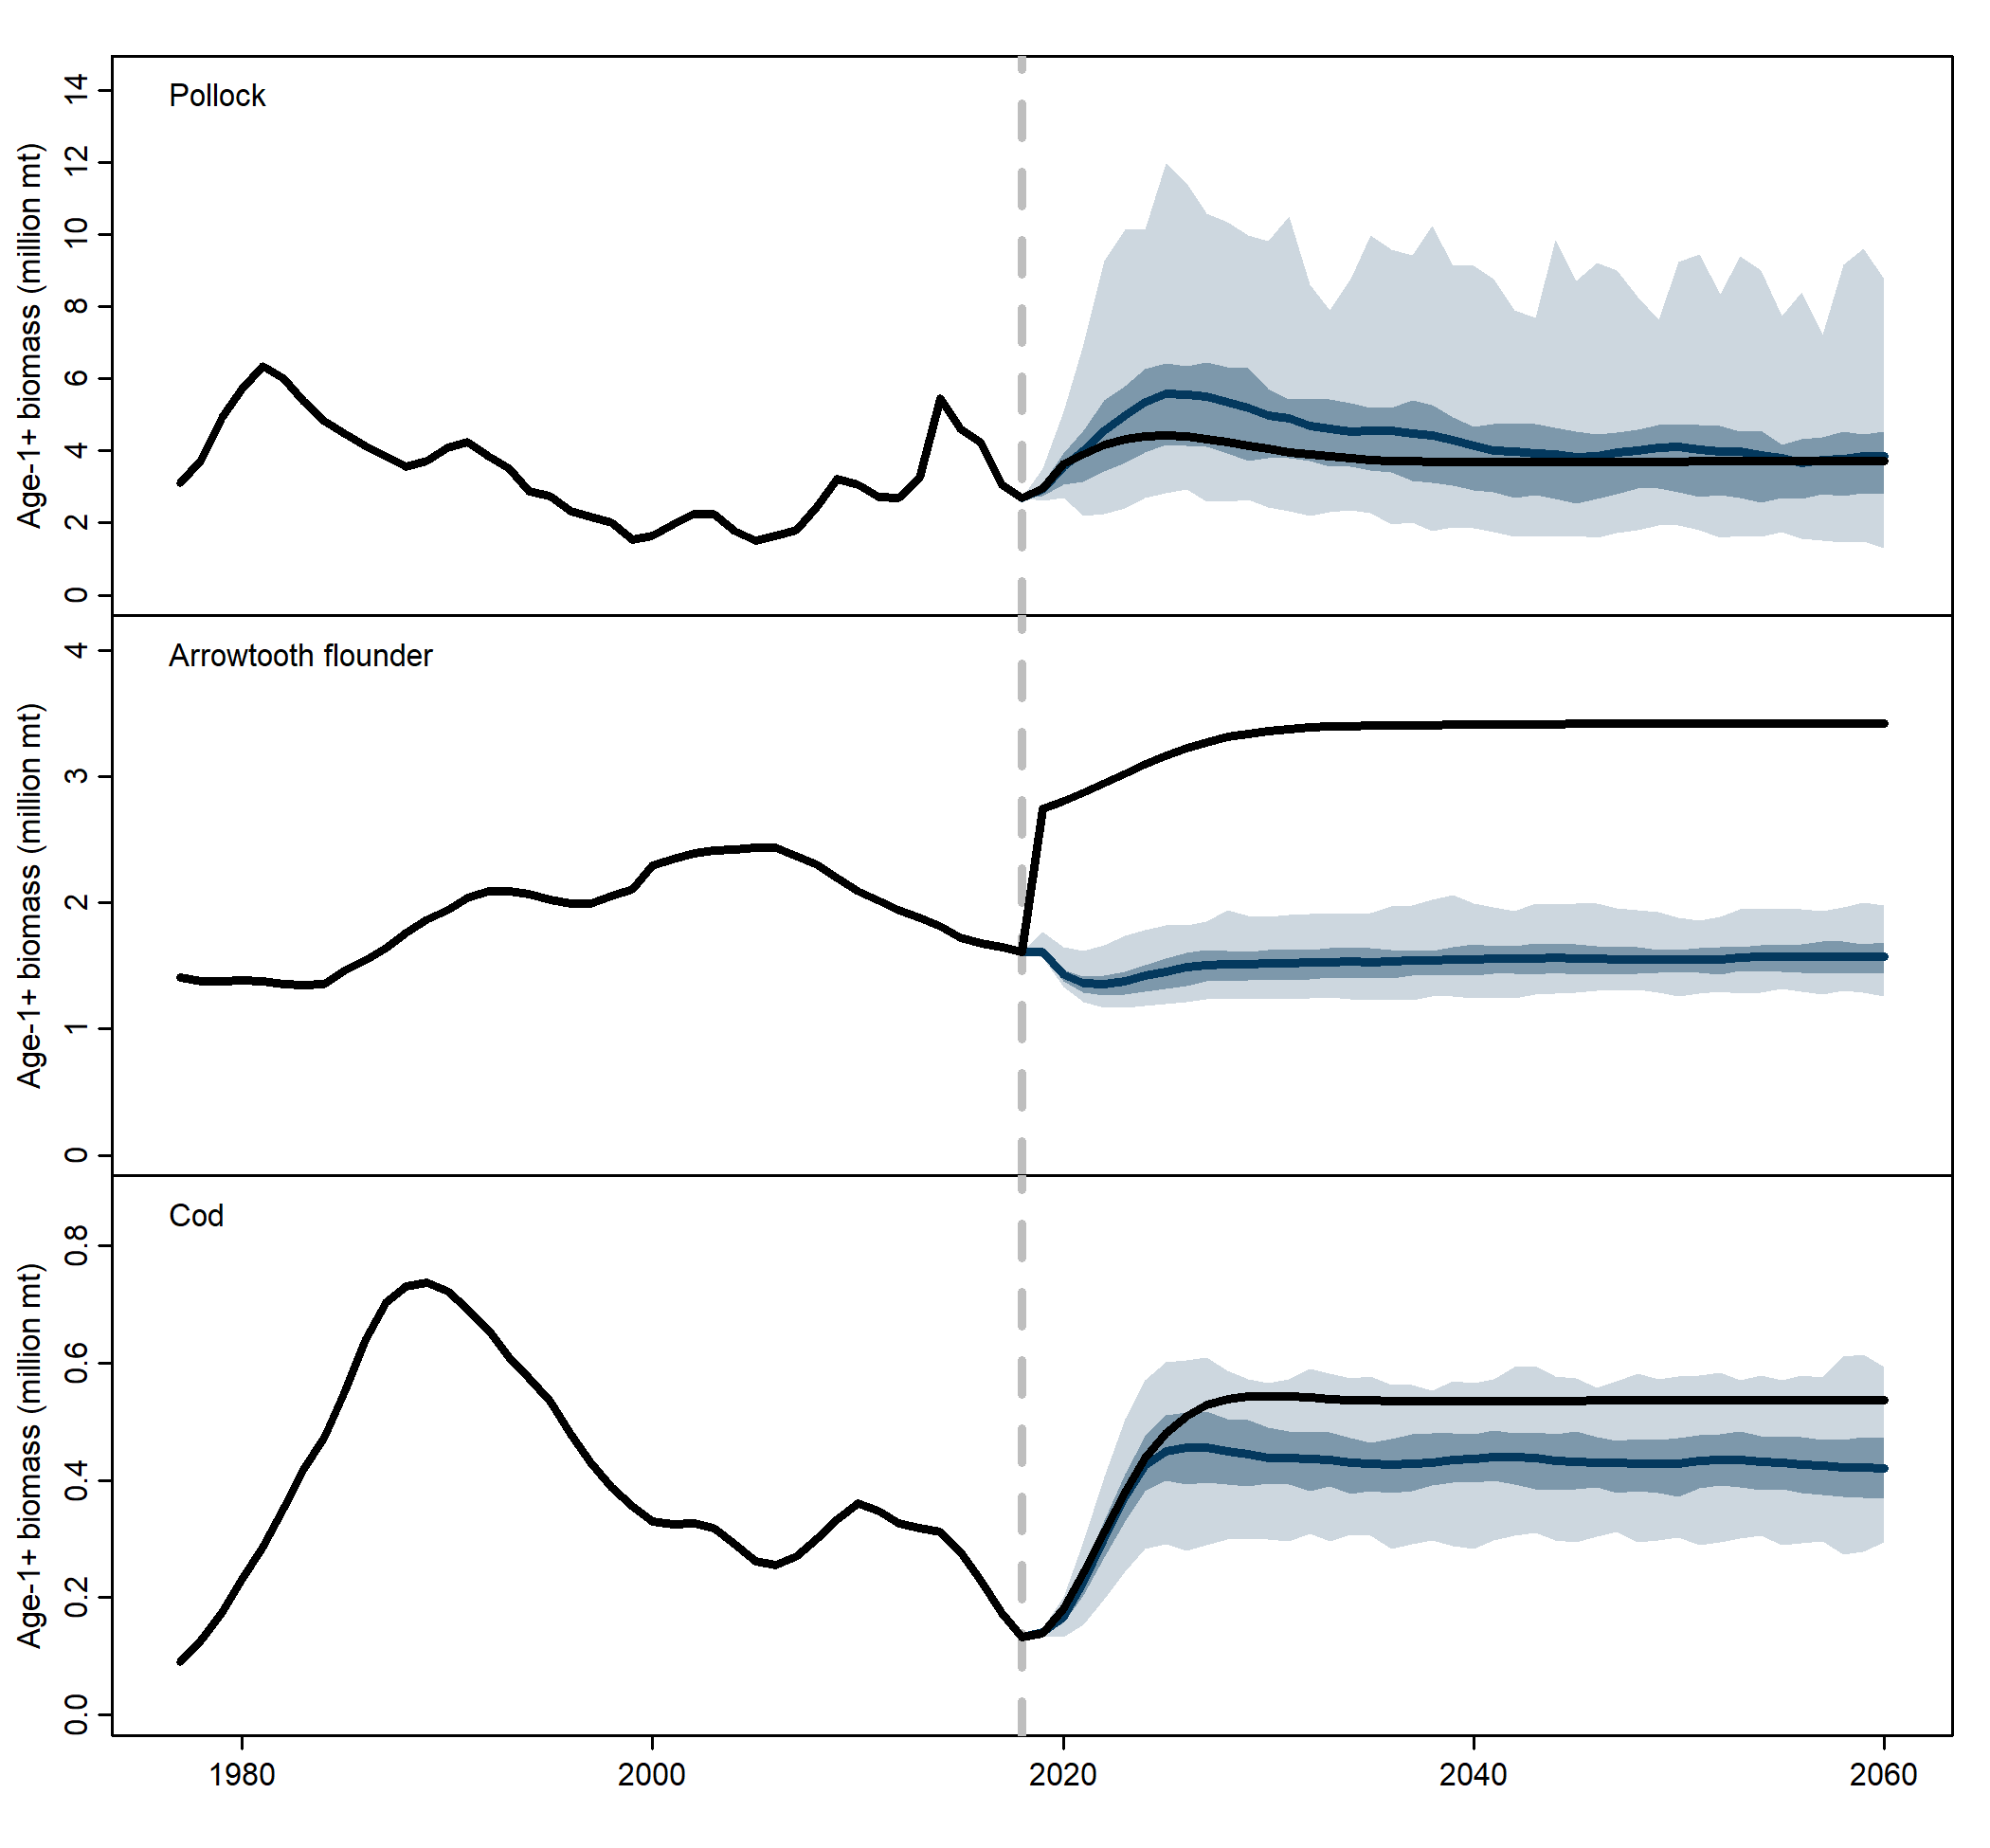 Pollock
Age-1+ biomass (million mt)
14
12
10
8
6
4
2
0
Arrowtooth flounder
Age-1+ biomass (million mt)
4
3
2
1
0
Cod
Age-1+ biomass (million mt)
0.8
0.6
0.4
0.2
0.0
1980 2000 2020 2040 2060